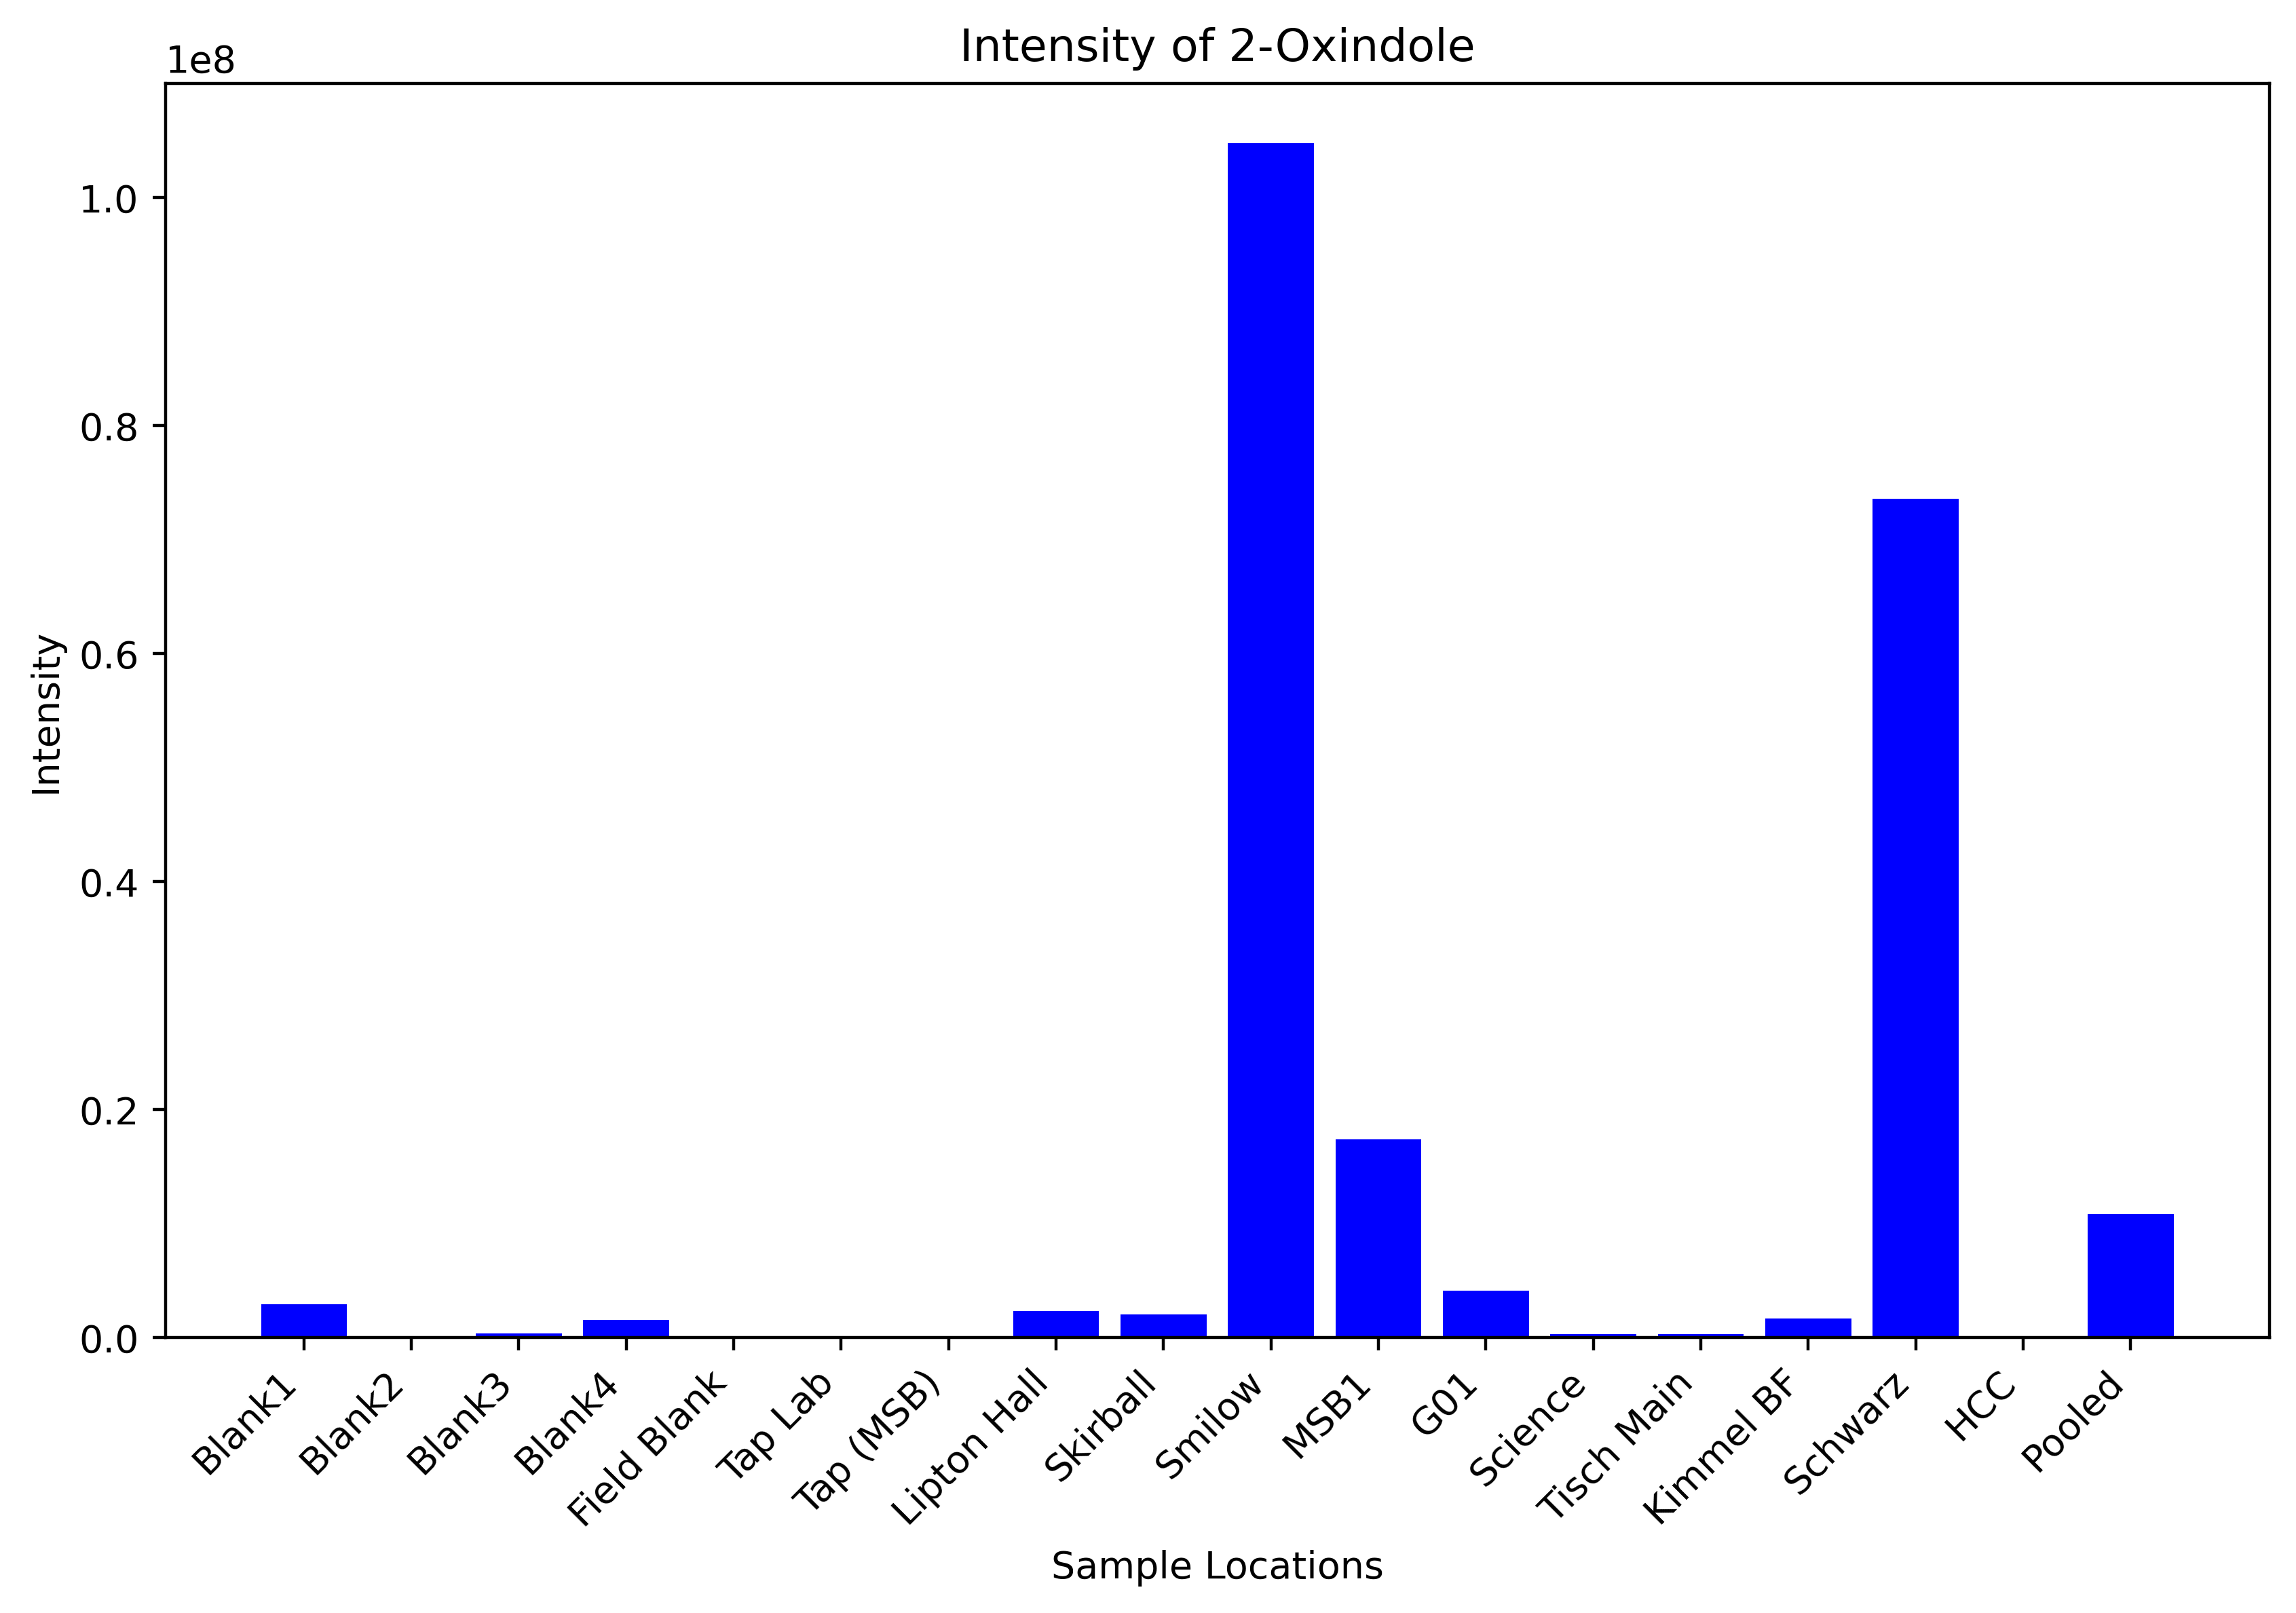 Intensity of 2-Oxindole
1e8
1.0
0.8
0.6
0.4
0.2
0.0
Intensity
Blank1
Blank2
Blank3
Blank4
Field Blank
Tap Lab
Tap (MSB)
Lipton Hall
Skirball
Smilow
MSB1
G01
Science
Tisch Main
Kimmel BF
Schwarz
HCC
Pooled
Sample Locations